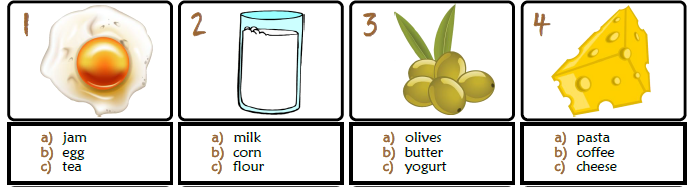 1
a) jam
b) egg
c) tea
2
a) milk
b) corn
c) flour
3
a) olives
b) butter
c) yogurt
4
a) pasta
b) coffee
c) cheese